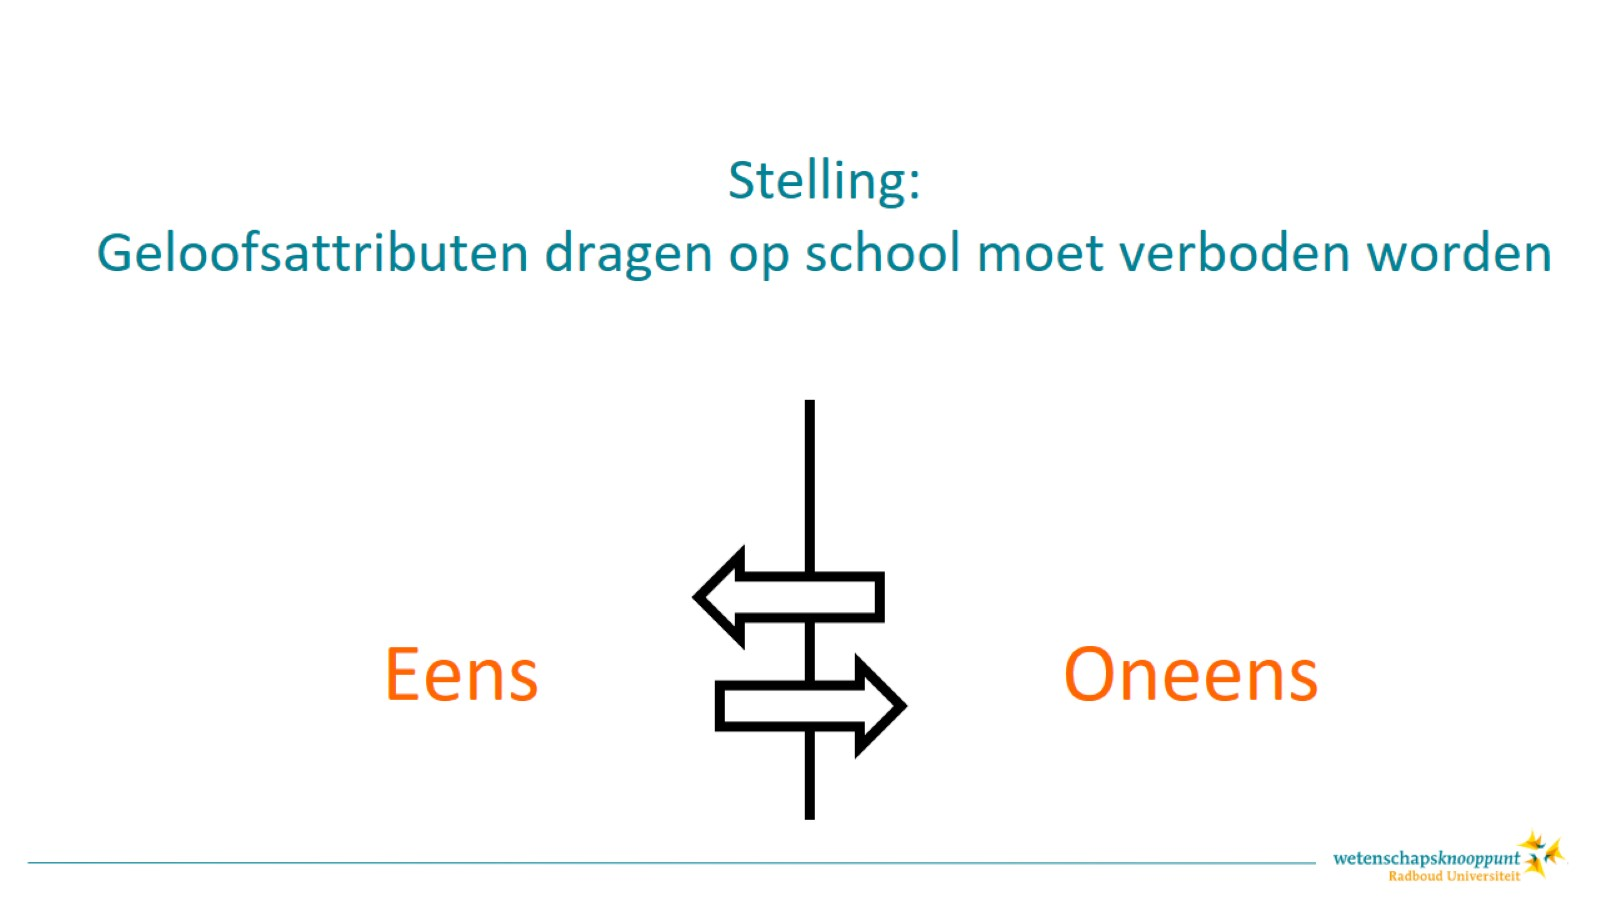 Stelling:
Geloofsattributen dragen op school moet verboden worden
Eens
Oneens
wetenschapsknooppunt
Radboud Universiteit